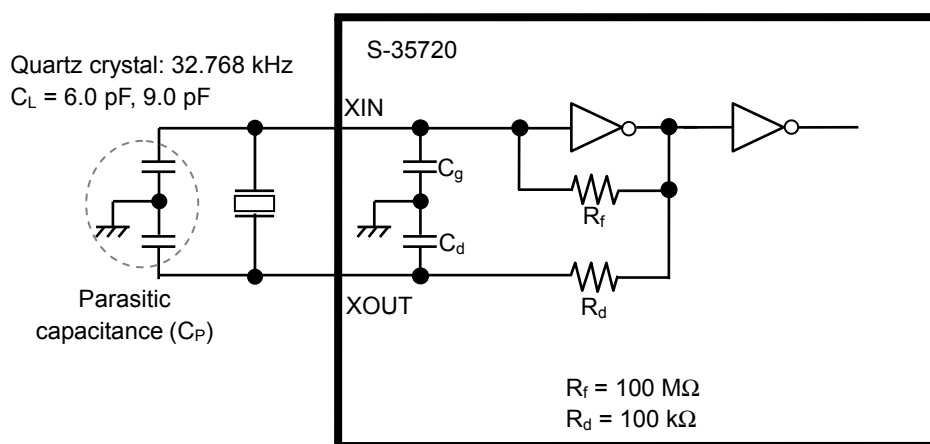 S-35720
Quartz crystal: 32.768 kHz
CL = 6.0 pF, 9.0 pF
XIN
Cg
Rf
Cd
XOUT
Rd
Parasitic
capacitance (CP)
Rf = 100 MΩ
Rd = 100 kΩ